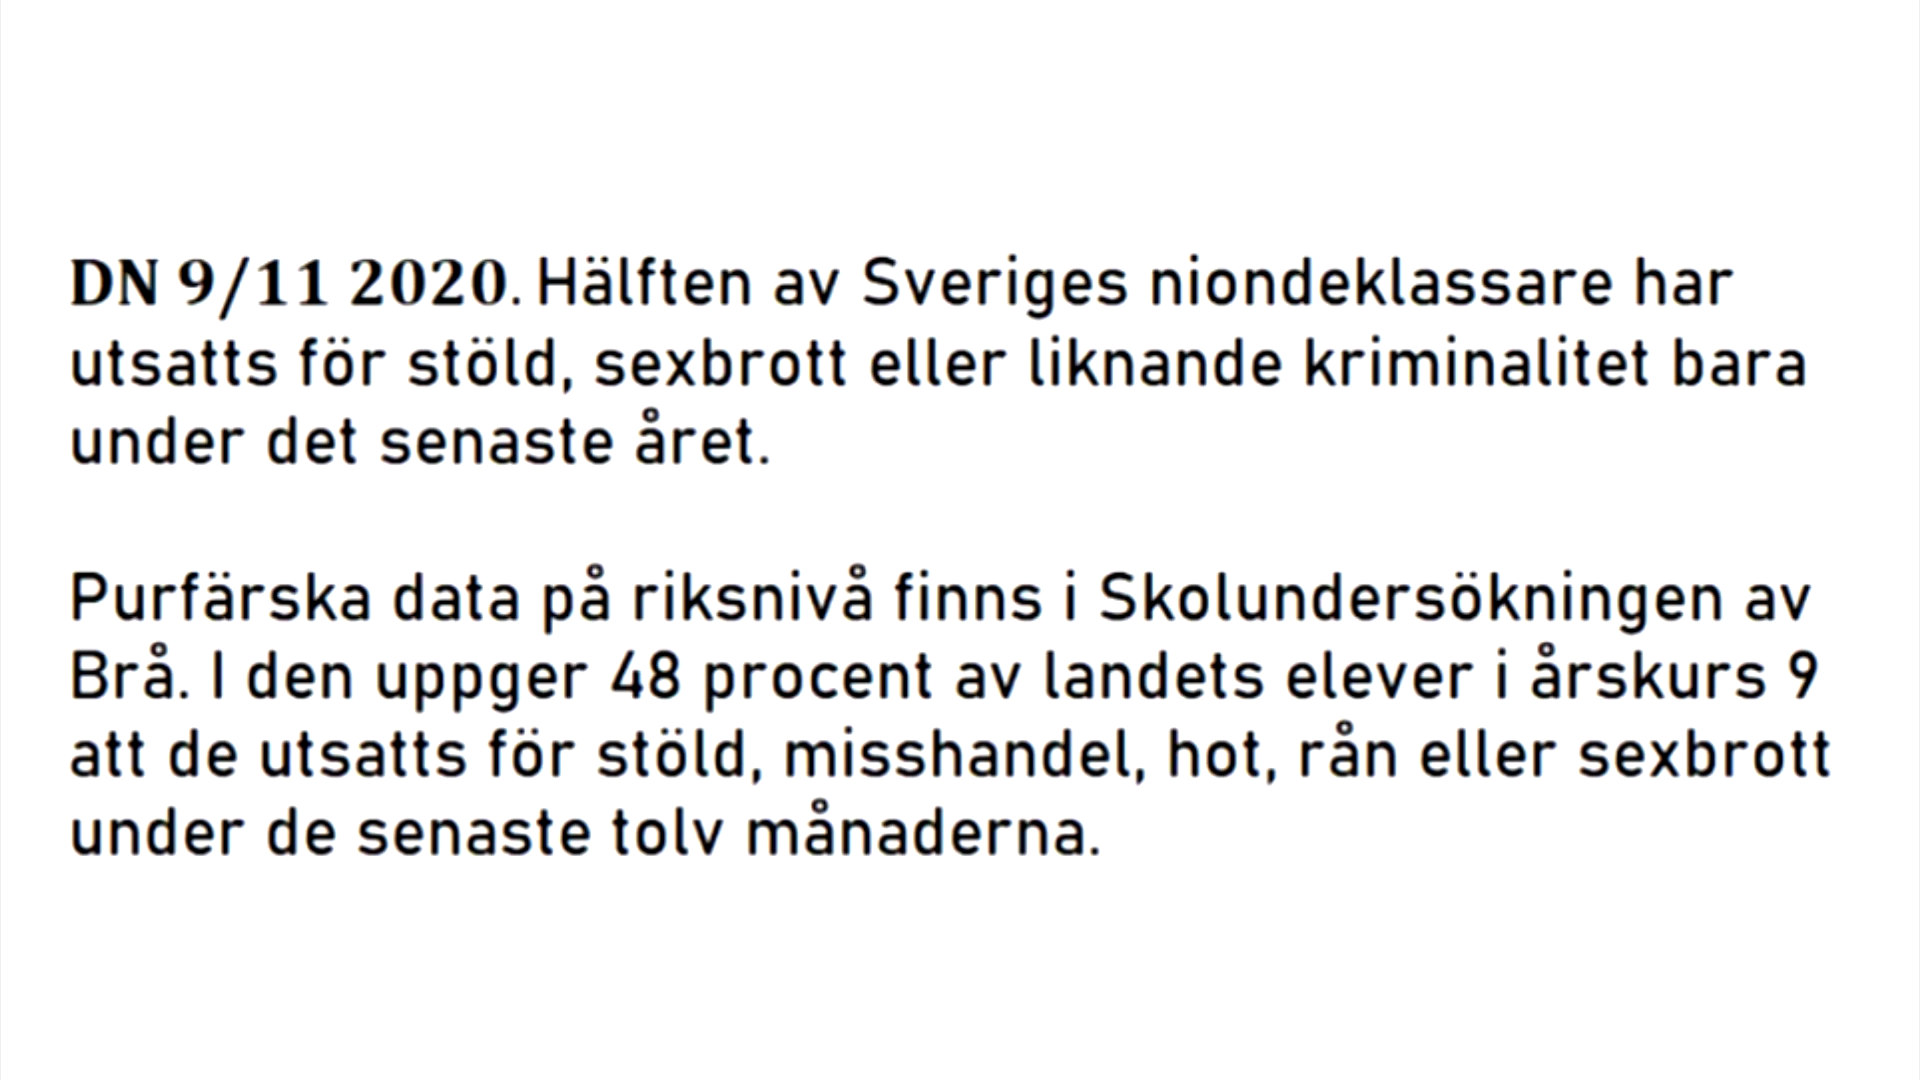 DN 9/11 2020. Hälften av Sveriges niondeklassare har
utsatts för stöld, sexbrott eller liknande kriminalitet bara
under det senaste året.
Purfärska data på riksnivå finns i Skolundersökningen av
Brå. I den uppger 48 procent av landets elever i årskurs 9
att de utsatts för stöld, misshandel, hot, rån eller sexbrott
under de senaste tolv månaderna.